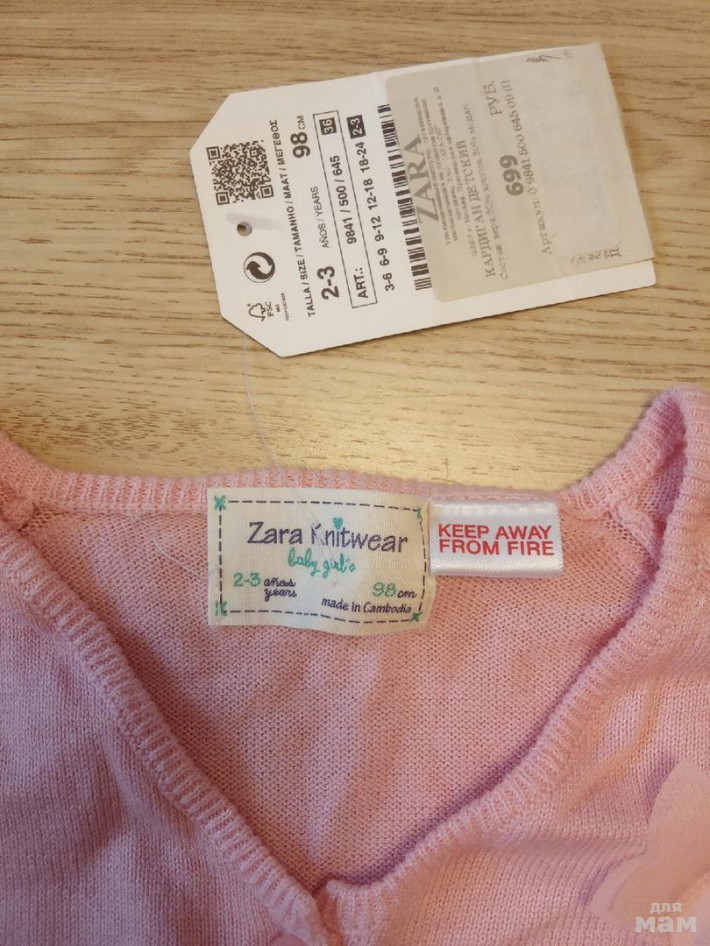 TALLA / SIZE / TAMANHO / MAAT / ΜΕΓΕΘΟΣ
2-3 AÑOS / YEARS 98 CM
ART.: 9841 / 500 / 645 36
3-6 6-9 9-12 12-18 18-24 2-3
FSC
ZARA
КАРДИГАН ДЕТСКИЙ
699 РУБ.
Zara Knitwear
baby girl's
2-3 años years 98 cm
made in Cambodia
KEEP AWAY
FROM FIRE
для
мам